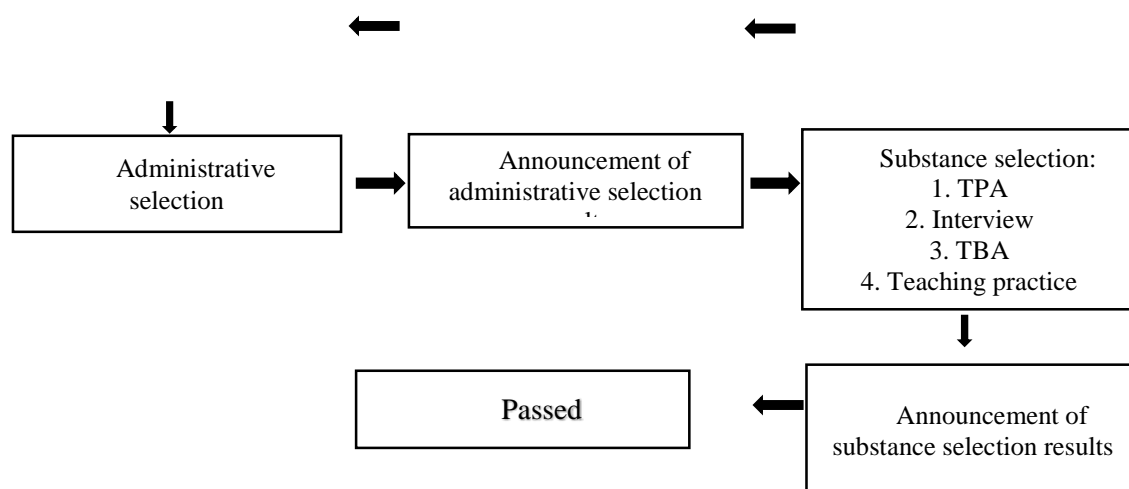 Administrative
selection
Announcement of
administrative selection
Substance selection:
1. TPA
2. Interview
3. TBA
4. Teaching practice
Passed
Announcement of
substance selection results